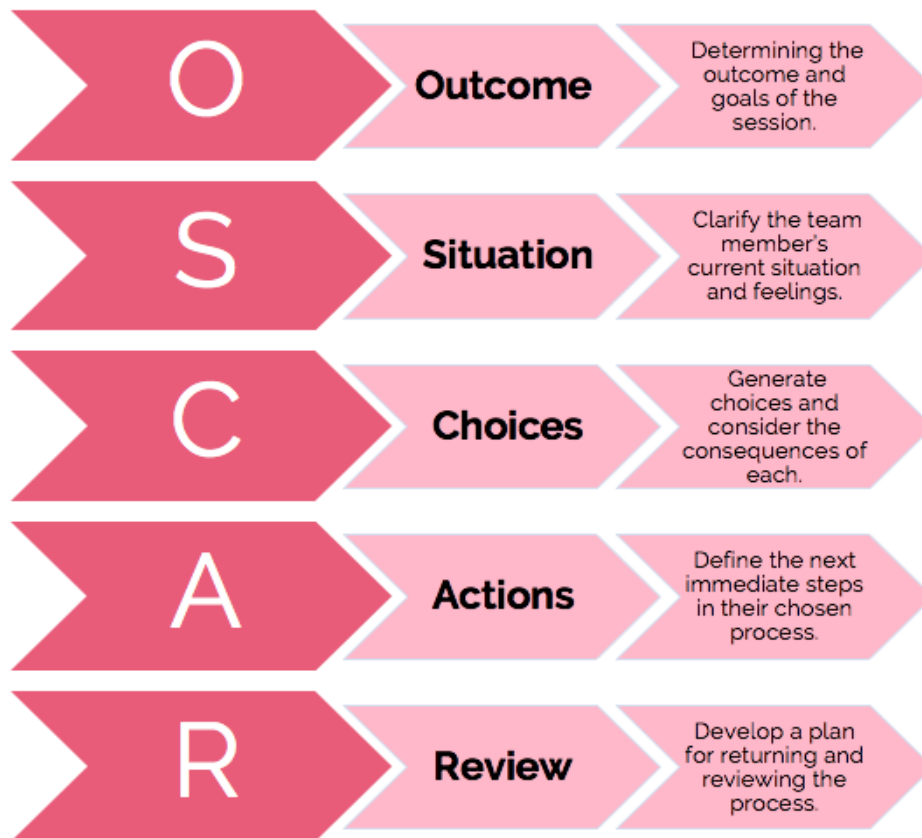 O
Outcome
Determining the
outcome and
goals of the
session.
S
Situation
Clarify the team
member's
current situation
and feelings.
C
Choices
Generate
choices and
consider the
consequences of
each.
A
Actions
Define the next
immediate steps
in their chosen
process.
R
Review
Develop a plan
for returning and
reviewing the
process.